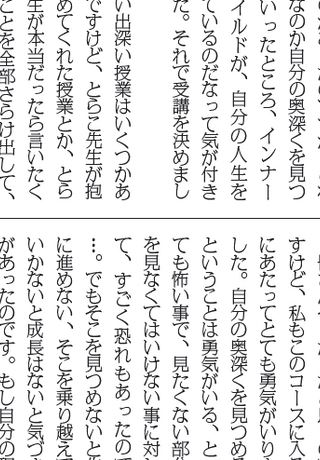 なのか自分の奥深くを見つ
いったところ、インナー
イルドが、自分の人生を
ているのだなって気が付き
た。それで受講を決めまし
い出深い授業はいくつかあ
ですけど、とらこ先生が抱
めてくれた授業とか、とら
生が本当だったら言いたく
ことを全部さらけ出して、
すけど、私もこのコースに入る
にあたってとても勇気がいりま
した。自分の奥深くを見つめる
ということは勇気がいる、と
ても怖い事で、見たくない部
を見なくてはいけない事に対
て、すごく恐れもあったので
…。でもそこを見つめないと
に進めない、そこを乗り越えて
いかないと成長はないと気づき
があったのです。もし自分の